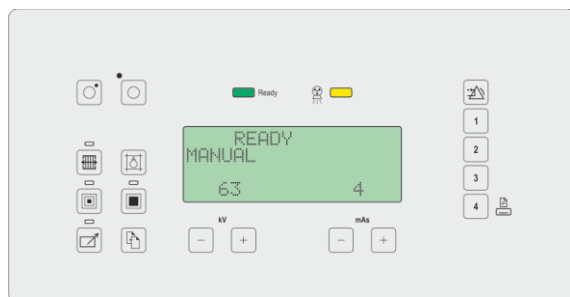 Ready
READY
MANUAL
63 4
kV mAs
- + - +
1
2
3
4